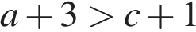 a + 3 > c + 1